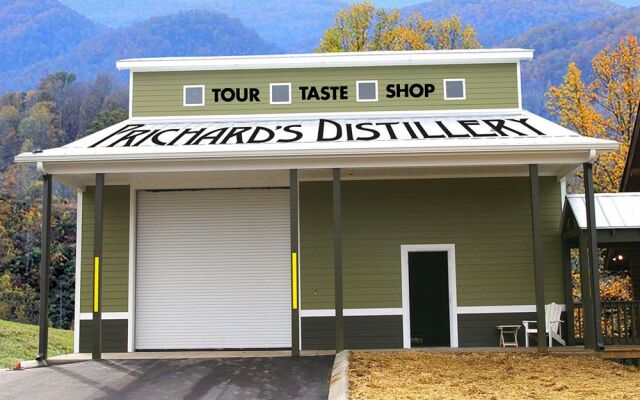 TOUR TASTE SHOP
PRICHARD'S DISTILLERY